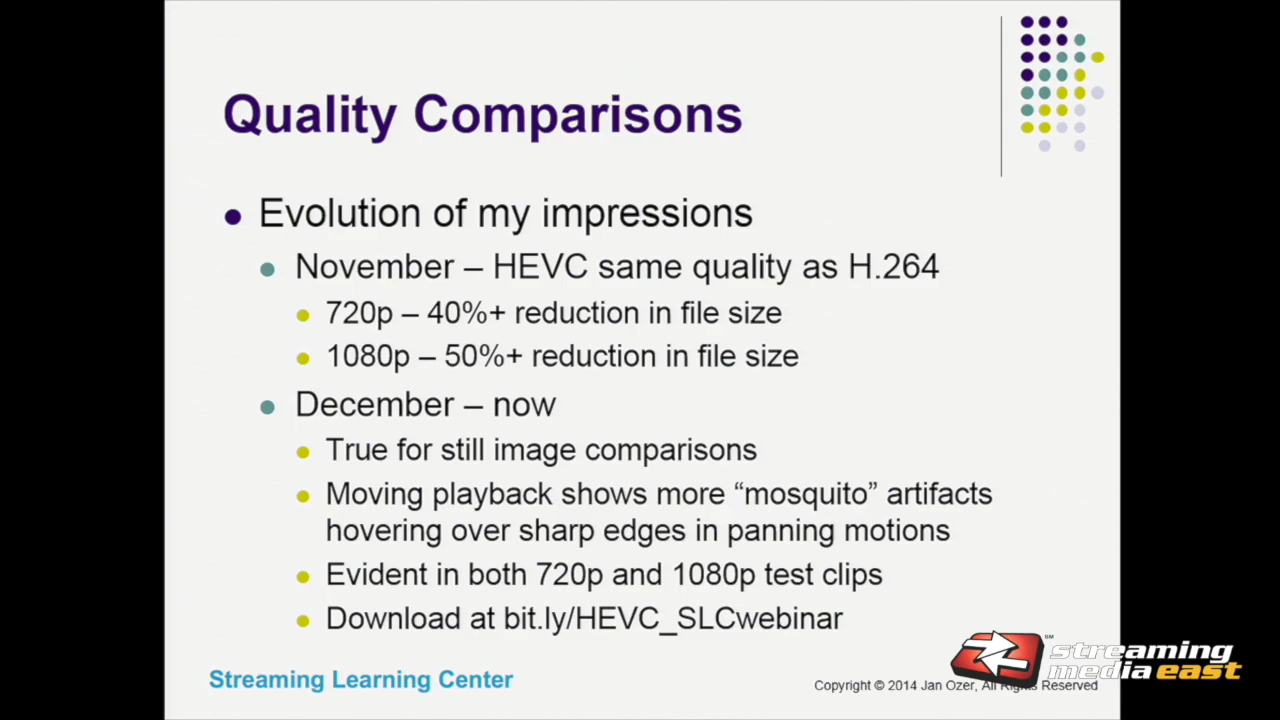 Quality Comparisons
Evolution of my impressions
November – HEVC same quality as H.264
720p – 40%+ reduction in file size
1080p – 50%+ reduction in file size
December – now
True for still image comparisons
Moving playback shows more “mosquito” artifacts
hovering over sharp edges in panning motions
Evident in both 720p and 1080p test clips
Download at bit.ly/HEVC_SLCwebinar
Streaming Learning Center
Copyright © 2014 Jan Ozer, All Rights Reserved
SM
streaming
media east